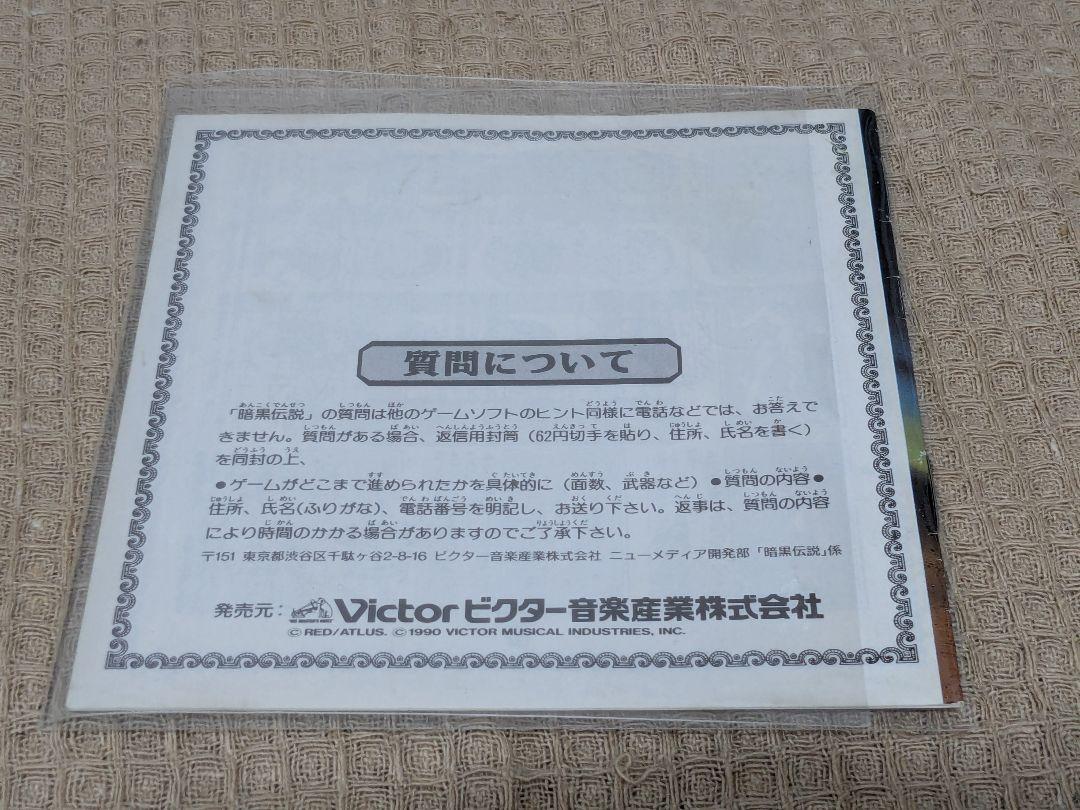 質問について
「暗黒伝説」の質問は他のゲームソフトのヒント同様に電話などでは、お答えで
きません。質問がある場合、返信用封筒（62円切手を貼り、住所、氏名を書く）
を同封の上、
●ゲームがどこまで進められたかを具体的に（面数、武器など）●質問の内容●
住所、氏名(ふりがな)、電話番号を明記し、お送り下さい。返事は、質問の内容
により時間のかかる場合がありますのでご了承下さい。
〒151 東京都渋谷区千駄ヶ谷2-8-16 ビクター音楽産業株式会社 ニューメディア開発部「暗黒伝説」係
発売元：Victor ビクター音楽産業株式会社
©RED/ATLUS. ©1990 VICTOR MUSICAL INDUSTRIES, INC.